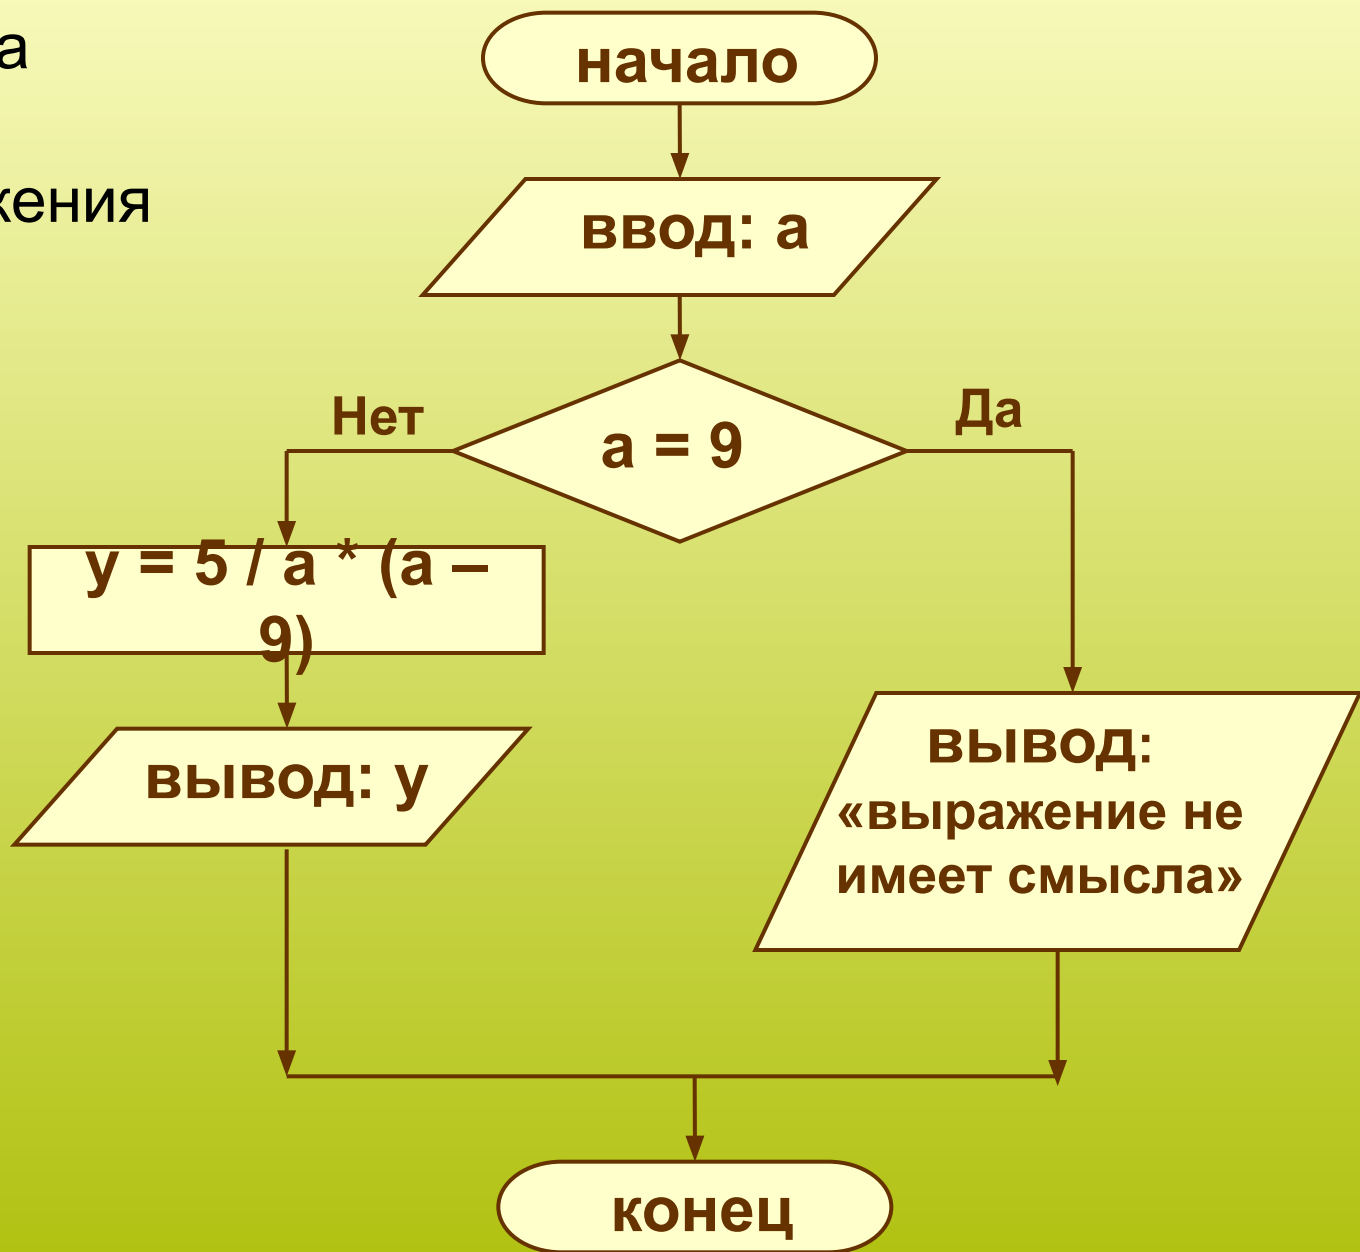 а
жения
начало
ввод: а
Нет
а = 9
Да
y = 5 / a * (a –
9)
вывод: y
вывод:
«выражение не
имеет смысла»
конец